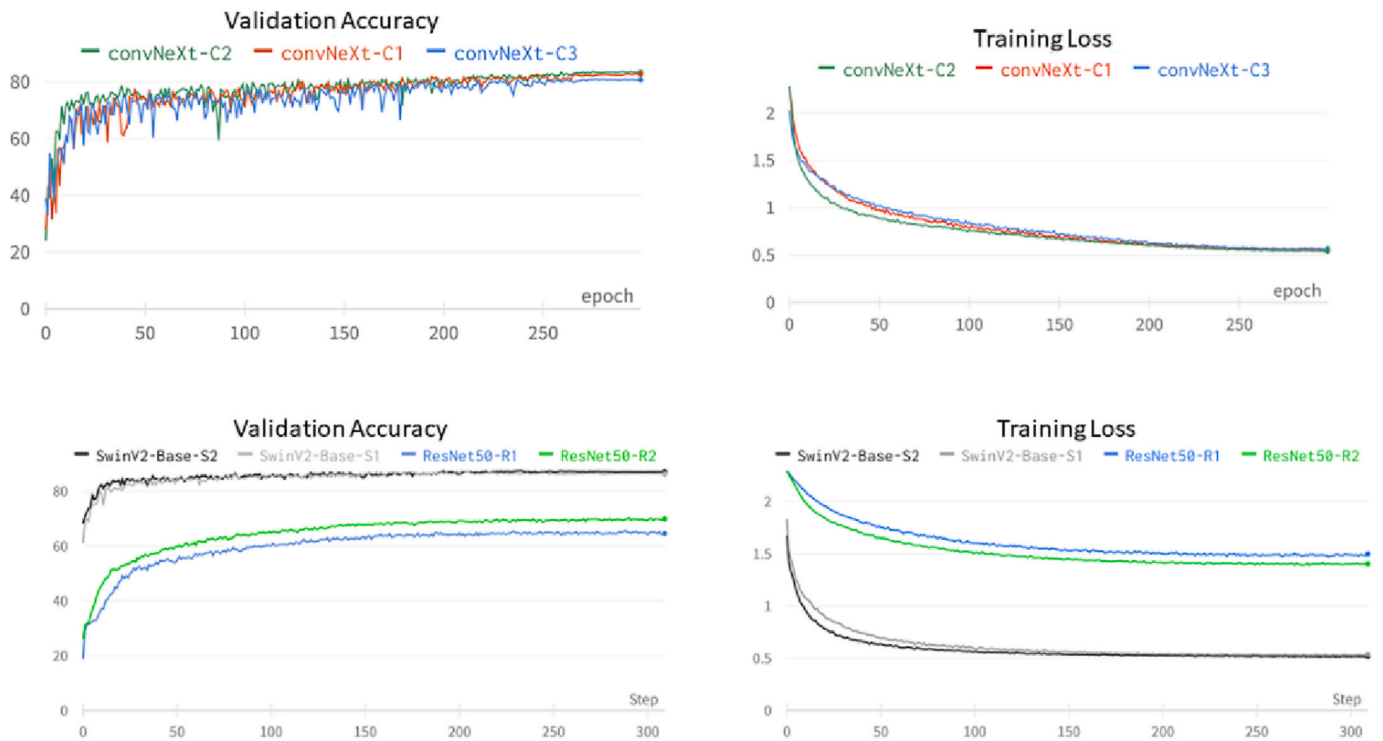 Validation Accuracy
convNeXt-C2 convNeXt-C1 convNeXt-C3
80
60
40
20
0
epoch
0 50 100 150 200 250
Training Loss
convNeXt-C2 convNeXt-C1 convNeXt-C3
2
1.5
1
0.5
0
epoch
0 50 100 150 200 250
Validation Accuracy
SwinV2-Base-S2 SwinV2-Base-S1 ResNet50-R1 ResNet50-R2
80
60
40
20
0
Step
0 50 100 150 200 250 300
Training Loss
SwinV2-Base-S2 SwinV2-Base-S1 ResNet50-R1 ResNet50-R2
2
1.5
1
0.5
0
Step
0 50 100 150 200 250 300